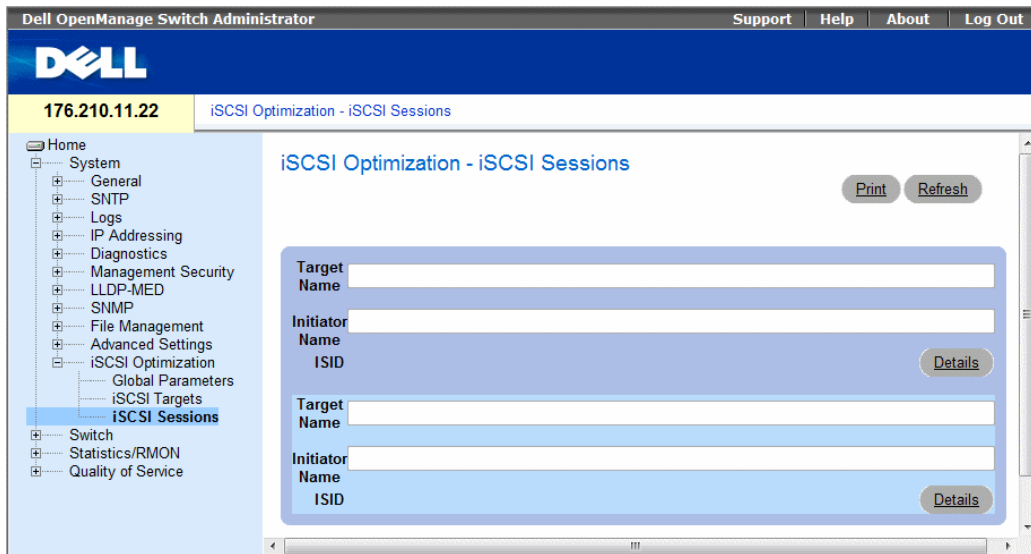 Dell OpenManage Switch Administrator
Support Help About Log Out
DELL
176.210.11.22
iSCSI Optimization - iSCSI Sessions
Home
System
General
SNTP
Logs
IP Addressing
Diagnostics
Management Security
LLDP-MED
SNMP
File Management
Advanced Settings
iSCSI Optimization
Global Parameters
iSCSI Targets
iSCSI Sessions
Switch
Statistics/RMON
Quality of Service
iSCSI Optimization - iSCSI Sessions
Print Refresh
Target
Name
Initiator
Name
ISID
Details
Target
Name
Initiator
Name
ISID
Details